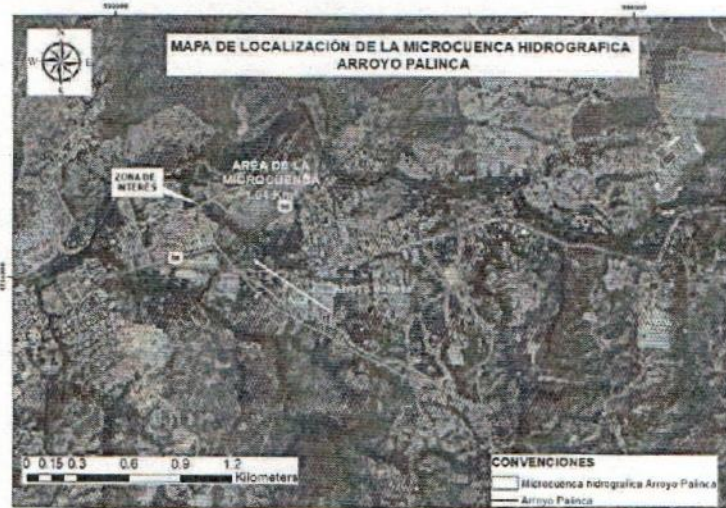 MAPA DE LOCALIZACIÓN DE LA MICROCUENCA HIDROGRAFICA
ARROYO PALINCA
N
W E
S
AREA DE LA
MICROCUENCA
ZONA DE
INTERES
0 0.15 0.3 0.6 0.9 1.2
Kilometers
CONVENCIONES
Microcuenca hidrografica Arroyo Palinca
Arroyo Palinca